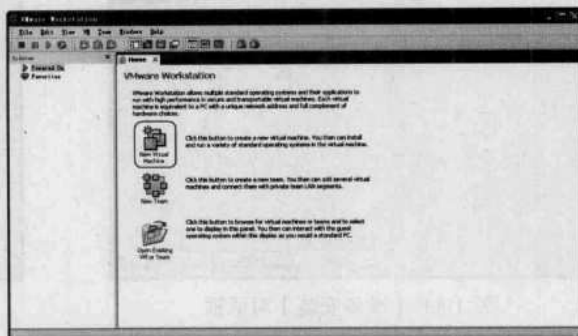 VMware Workstation
File Edit View VM Team Windows Help
Sidebar
Powered On
Favorites
Home
VMware Workstation
VMware Workstation allows multiple standard operating systems and their applications to
run with high performance in secure and transportable virtual machines. Each virtual
machine is equivalent to a PC with a unique network address and full complement of
hardware choices.
New Virtual
Machine
Click this button to create a new virtual machine. You then can install
and run a variety of standard operating systems in the virtual machine.
New Team
Click this button to create a new team. You then can add several virtual
machines and connect them with private team LAN segments.
Open Existing
VM or Team
Click this button to browse for virtual machines or teams and to select
one to display in this panel. You then can interact with the guest
operating system within this display as you would a standard PC.